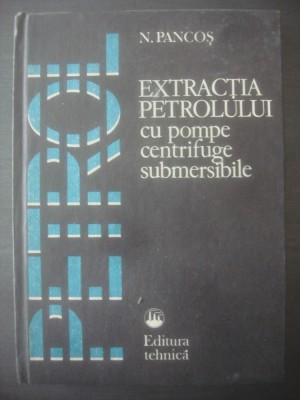 N. PANCOȘ
EXTRACȚIA
PETROLULUI
cu pompe
centrifuge
submersibile
PETROL
Editura
tehnică